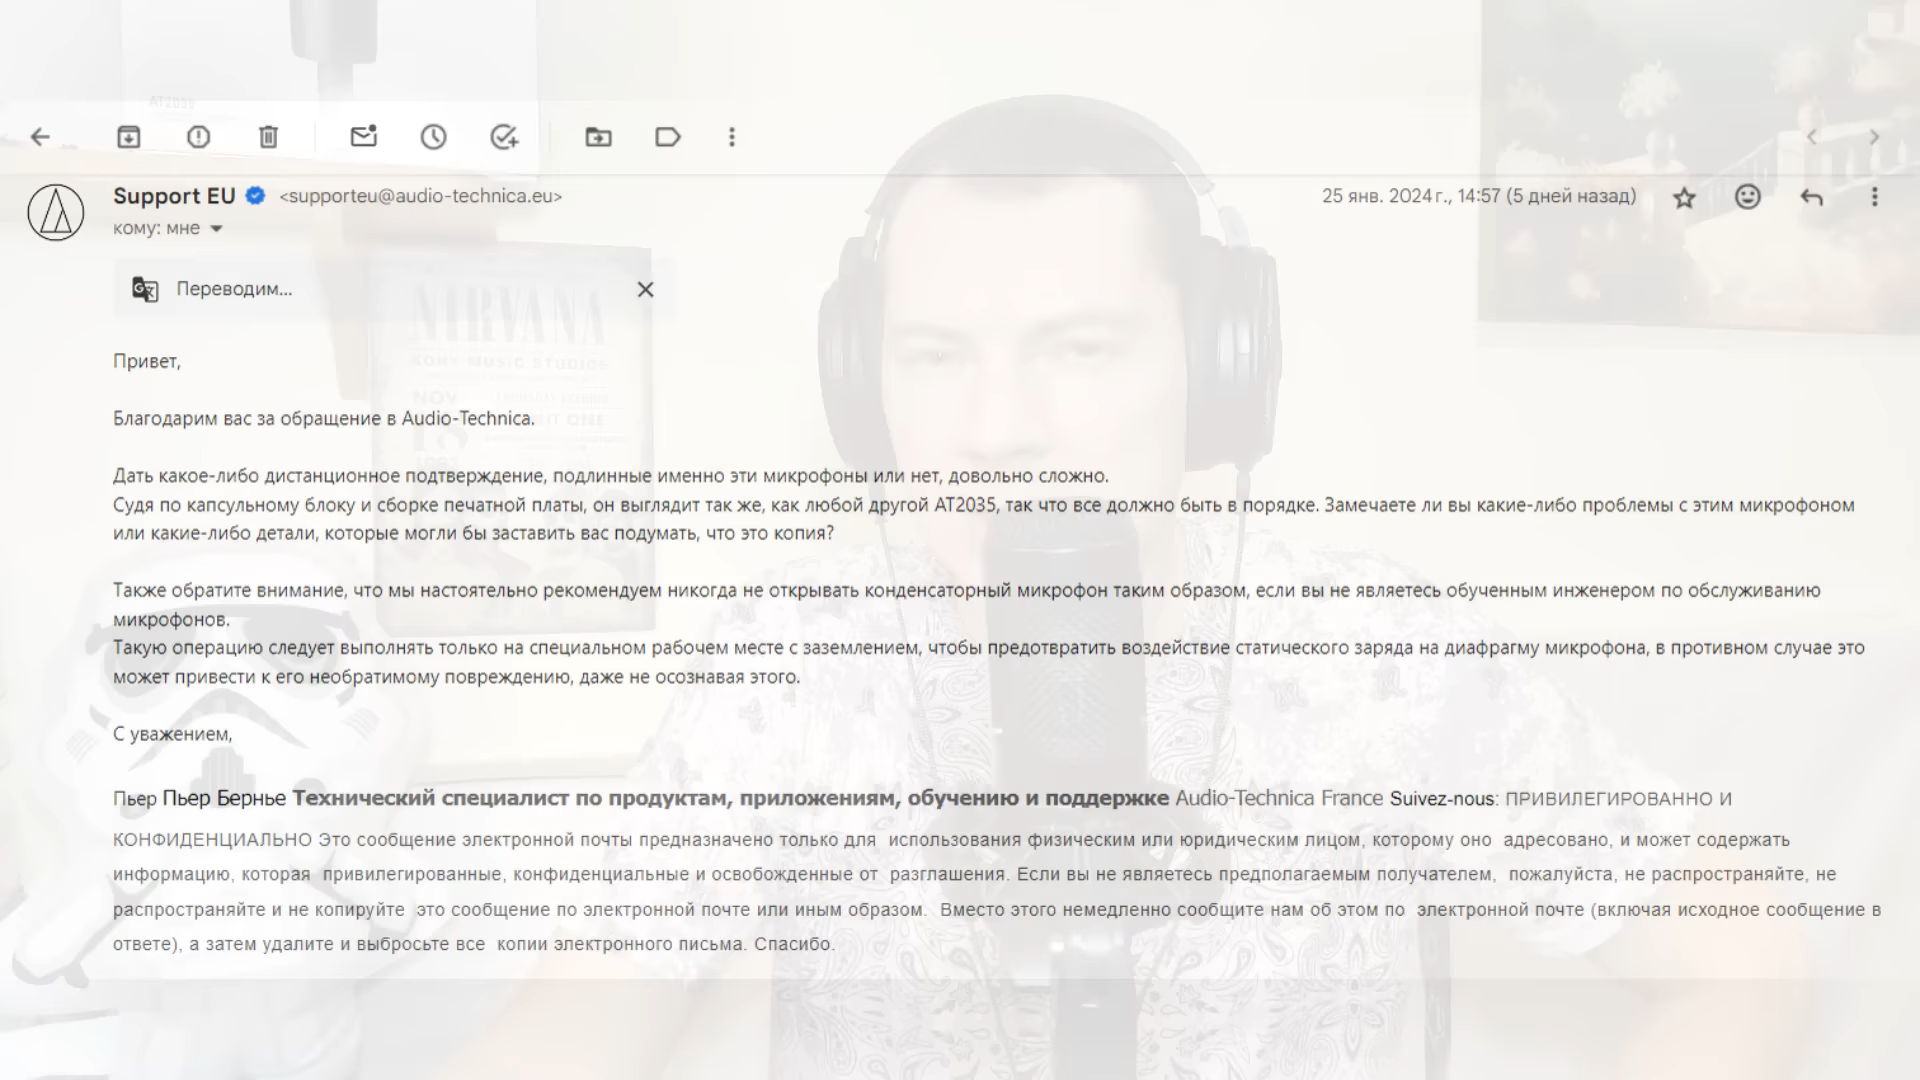 AT2035
Support EU <supporteu@audio-technica.eu>
25 янв. 2024 г., 14:57 (5 дней назад)
кому: мне
Переводим...
NIRVANA
SONY MUSIC STUDIOS
NOV
18
1993
Привет,
Благодарим вас за обращение в Audio-Technica.
Дать какое-либо дистанционное подтверждение, подлинные именно эти микрофоны или нет, довольно сложно.
Судя по капсульному блоку и сборке печатной платы, он выглядит так же, как любой другой AT2035, так что все должно быть в порядке. Замечаете ли вы какие-либо проблемы с этим микрофоном
или какие-либо детали, которые могли бы заставить вас подумать, что это копия?
Также обратите внимание, что мы настоятельно рекомендуем никогда не открывать конденсаторный микрофон таким образом, если вы не являетесь обученным инженером по обслуживанию
микрофонов.
Такую операцию следует выполнять только на специальном рабочем месте с заземлением, чтобы предотвратить воздействие статического заряда на диафрагму микрофона, в противном случае это
может привести к его необратимому повреждению, даже не осознавая этого.
С уважением,
Пьер Пьер Бернье Технический специалист по продуктам, приложениям, обучению и поддержке Audio-Technica France Suivez-nous: ПРИВИЛЕГИРОВАННО И
КОНФИДЕНЦИАЛЬНО Это сообщение электронной почты предназначено только для использования физическим или юридическим лицом, которому оно адресовано, и может содержать
информацию, которая привилегированные, конфиденциальные и освобожденные от разглашения. Если вы не являетесь предполагаемым получателем, пожалуйста, не распространяйте, не
распространяйте и не копируйте это сообщение по электронной почте или иным образом. Вместо этого немедленно сообщите нам об этом по электронной почте (включая исходное сообщение в
ответе), а затем удалите и выбросьте все копии электронного письма. Спасибо.